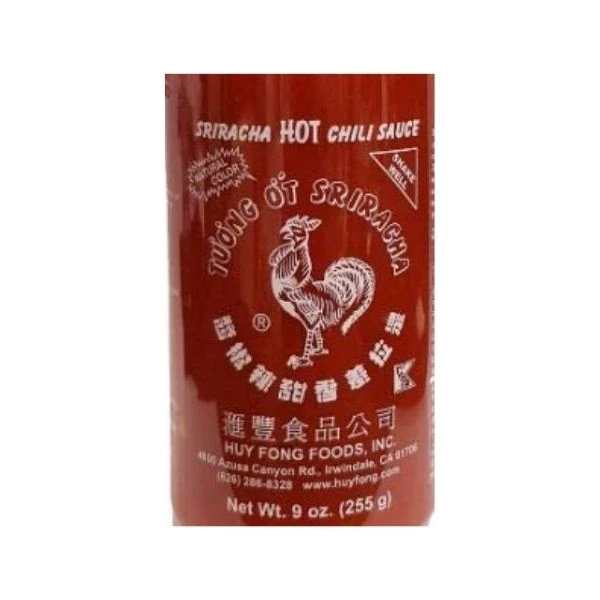 SRIRACHA HOT CHILI SAUCE
NATURAL COLOR
SHAKE WELL
TƯƠNG ỚT SRIRACHA
®
甜香
K
滙豐食品公司
HUY FONG FOODS, INC.
4800 Azusa Canyon Rd., Irwindale, CA 91706
(626) 286-8328 www.huyfong.com
Net Wt. 9 oz. (255 g)